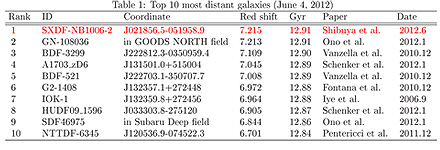 Table 1: Top 10 most distant galaxies (June 4, 2012)
Rank ID Coordinate Red shift Gyr Paper Date
1 SXDF-NB1006-2 J021856.5-051958.9 7.215 12.91 Shibuya et al. 2012.6
2 GN-108036 in GOODS NORTH field 7.213 12.91 Ono et al. 2012.1
3 BDF-3299 J222812.3-0350959.4 7.109 12.90 Vanzella et al. 2010.12
4 A1703_zD6 J131501.0+515004 7.045 12.89 Schenker et al. 2012.1
5 BDF-521 J222703.1-350707.7 7.008 12.89 Vanzella et al. 2010.12
6 G2-1408 J132357.1+272448 6.972 12.88 Fontana et al. 2010.12
7 IOK-1 J132359.8+272456 6.964 12.88 Iye et al. 2006.9
8 HUDF09_1596 J033303.8-275120 6.905 12.87 Schenker et al. 2012.1
9 SDF46975 in Subaru Deep field 6.844 12.86 Ono et al. 2012.1
10 NTTDF-6345 J120536.9-074522.3 6.701 12.84 Pentericci et al. 2011.12